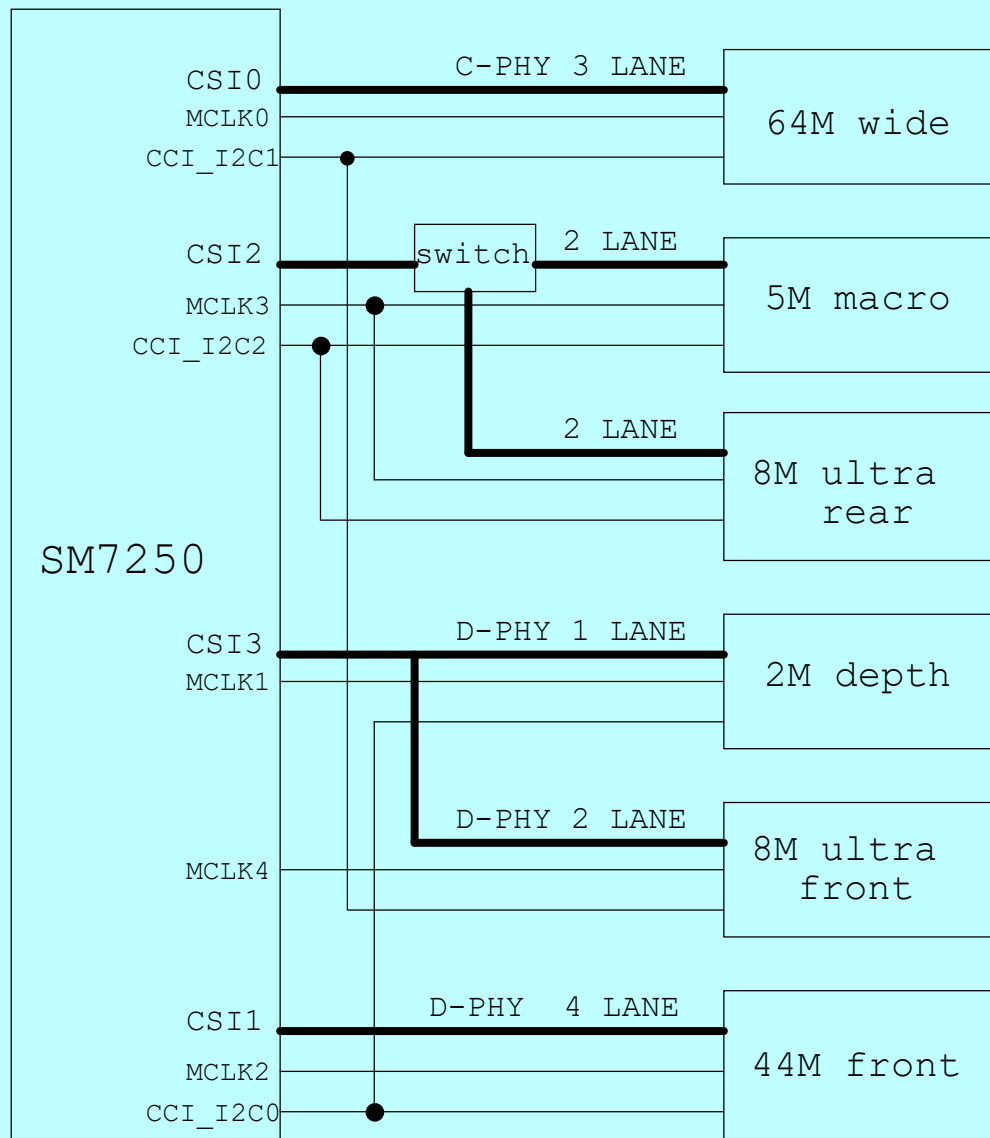 C-PHY 3 LANE
CSI0
MCLK0
64M wide
CCI_I2C1
2 LANE
CSI2
switch
MCLK3
5M macro
CCI_I2C2
2 LANE
8M ultra
rear
SM7250
D-PHY 1 LANE
CSI3
MCLK1
2M depth
D-PHY 2 LANE
8M ultra
front
MCLK4
D-PHY 4 LANE
CSI1
MCLK2
44M front
CCI_I2C0